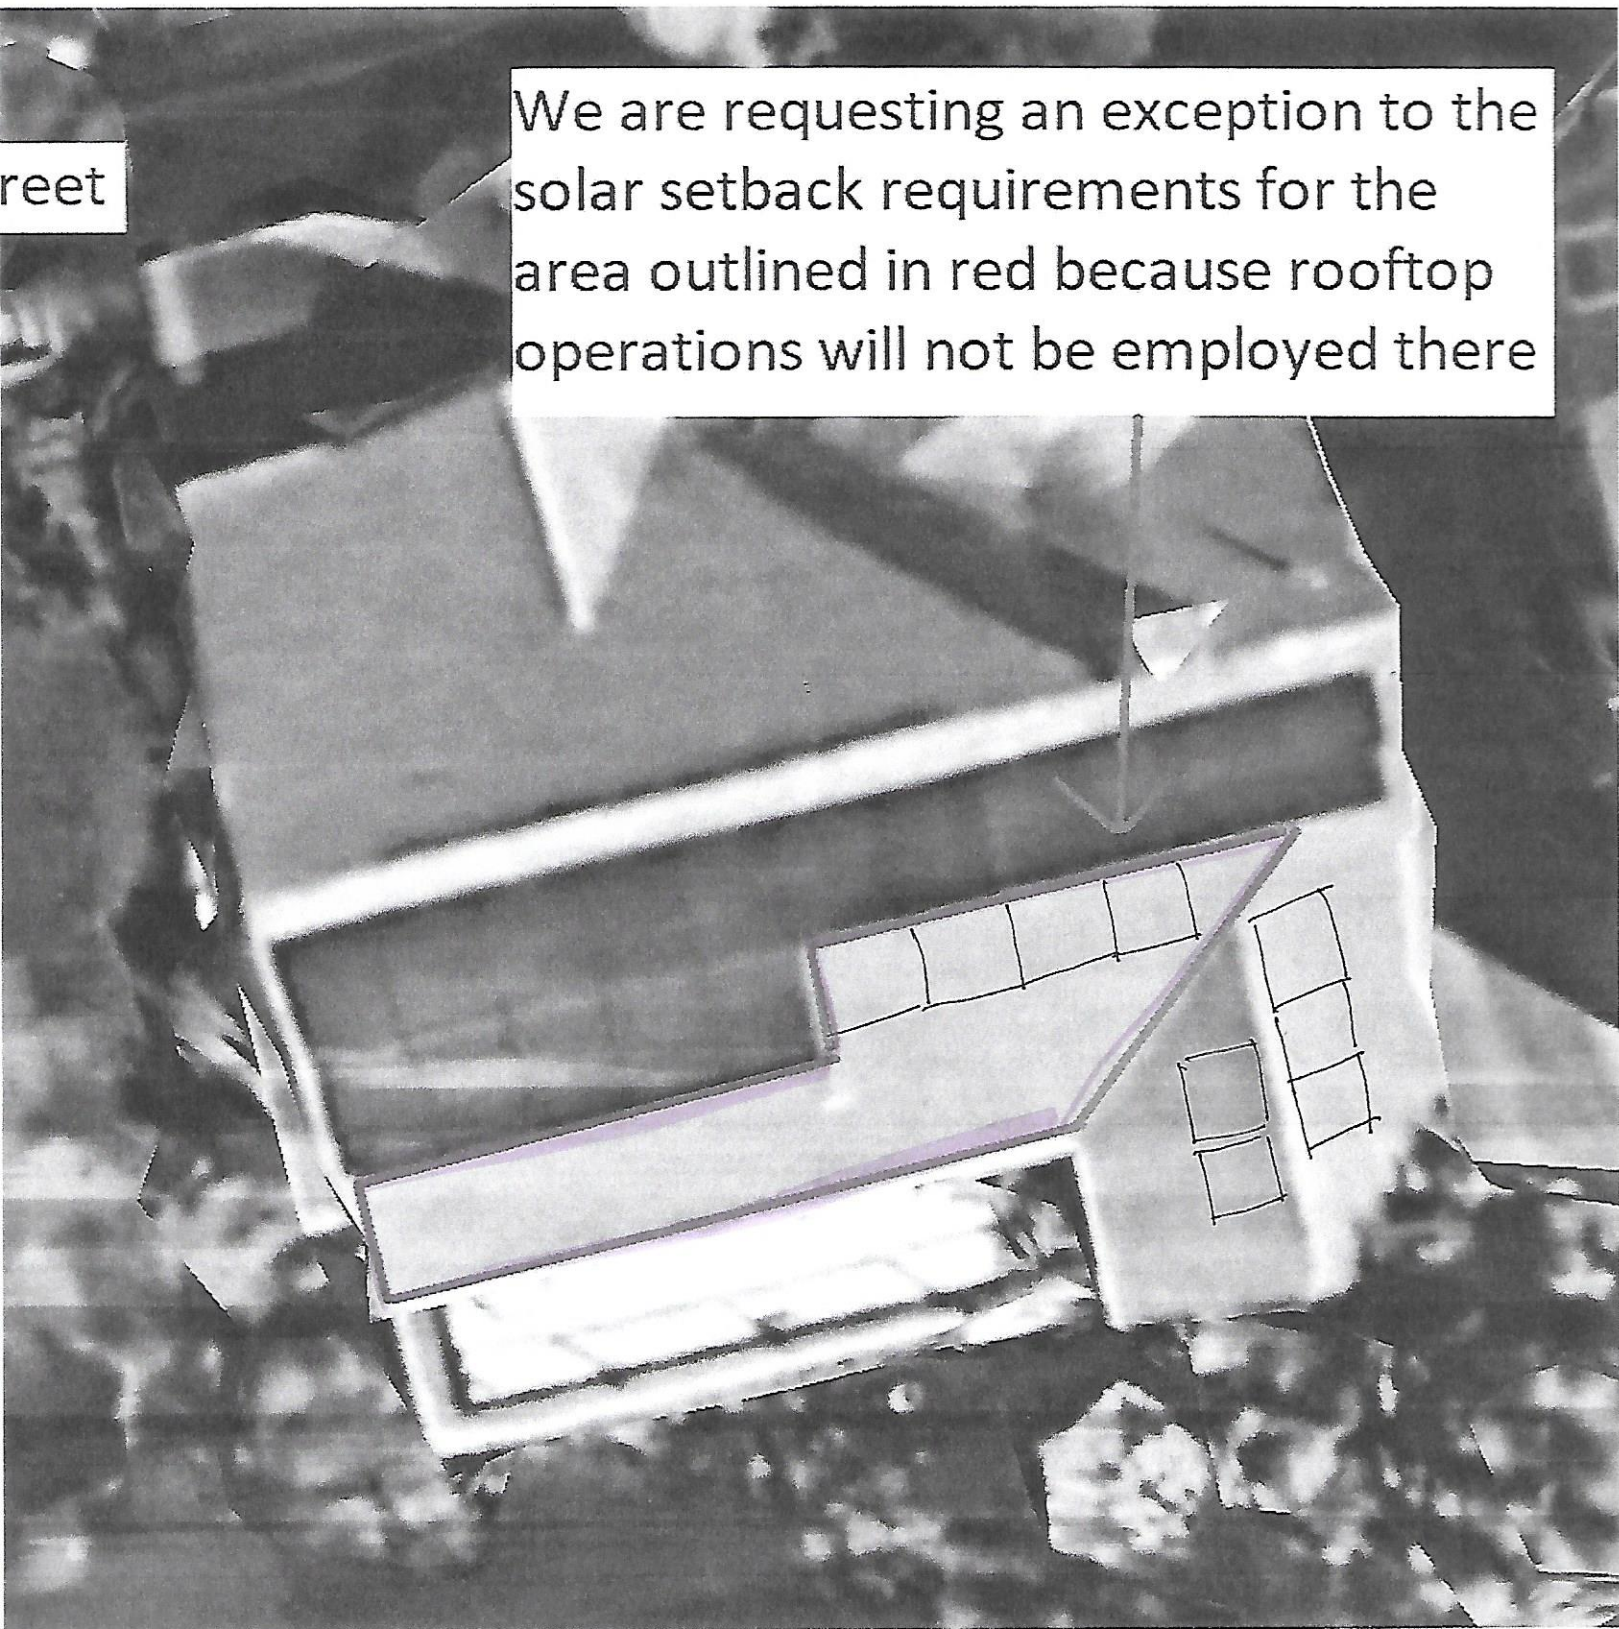 We are requesting an exception to the
reet
solar setback requirements for the
area outlined in red because rooftop
operations will not be employed there